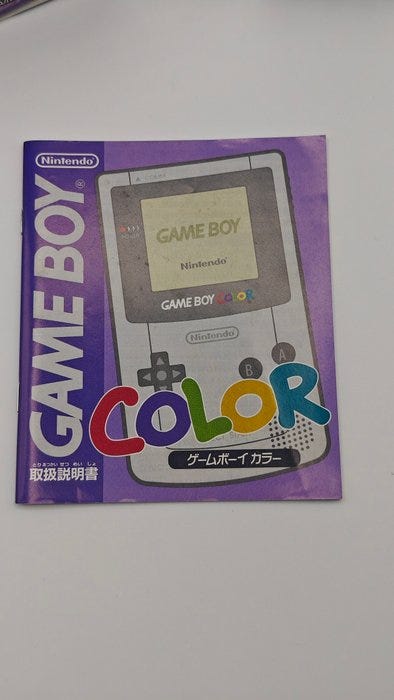 Nintendo®
GAME BOY®
GAME BOY
Nintendo
GAME BOY COLOR
Nintendo
B A
COLOR
ゲームボーイ カラー
とりあつかい せつ めい しょ
取扱説明書